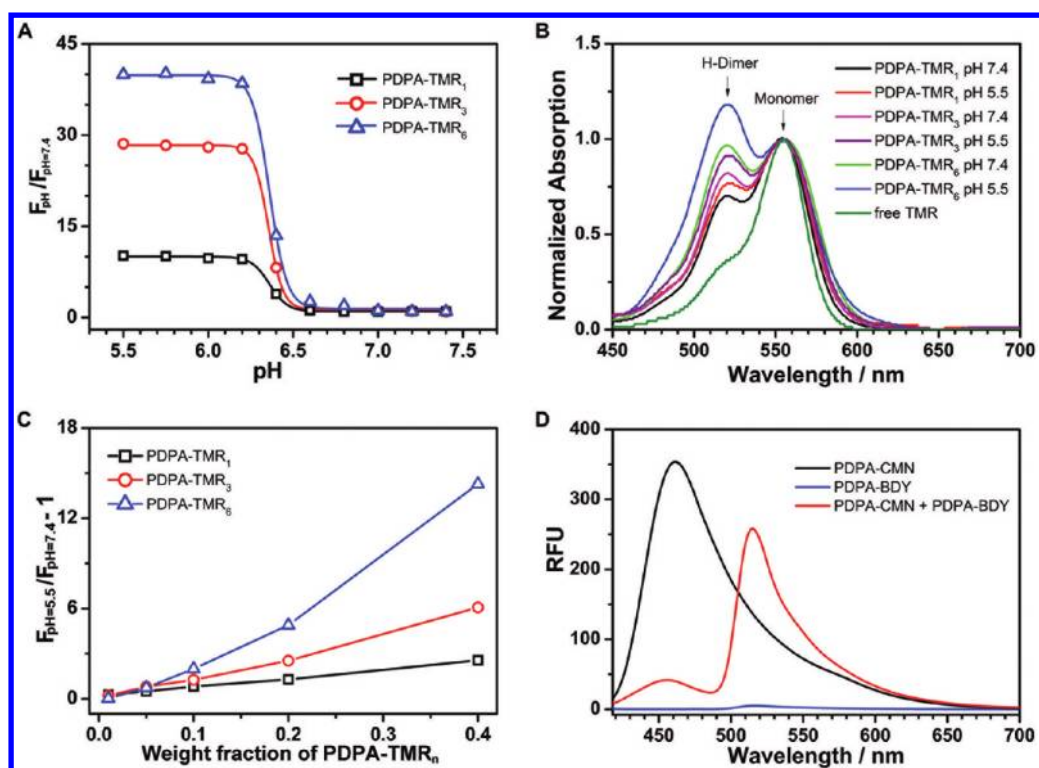 A
45
30
15
0
F_pH/F_pH=7.4
PDPA-TMR₁
PDPA-TMR₃
PDPA-TMR₆
5.5 6.0 6.5 7.0 7.5
pH
B
1.5
1.0
0.5
0.0
Normalized Absorption
H-Dimer
Monomer
PDPA-TMR₁ pH 7.4
PDPA-TMR₁ pH 5.5
PDPA-TMR₃ pH 7.4
PDPA-TMR₃ pH 5.5
PDPA-TMR₆ pH 7.4
PDPA-TMR₆ pH 5.5
free TMR
450 500 550 600 650 700
Wavelength / nm
C
18
12
6
0
F_pH=5.5/F_pH=7.4- 1
PDPA-TMR₁
PDPA-TMR₃
PDPA-TMR₆
0.0 0.1 0.2 0.3 0.4
Weight fraction of PDPA-TMRₙ
D
400
300
200
100
0
RFU
PDPA-CMN
PDPA-BDY
PDPA-CMN + PDPA-BDY
450 500 550 600 650 700
Wavelength / nm